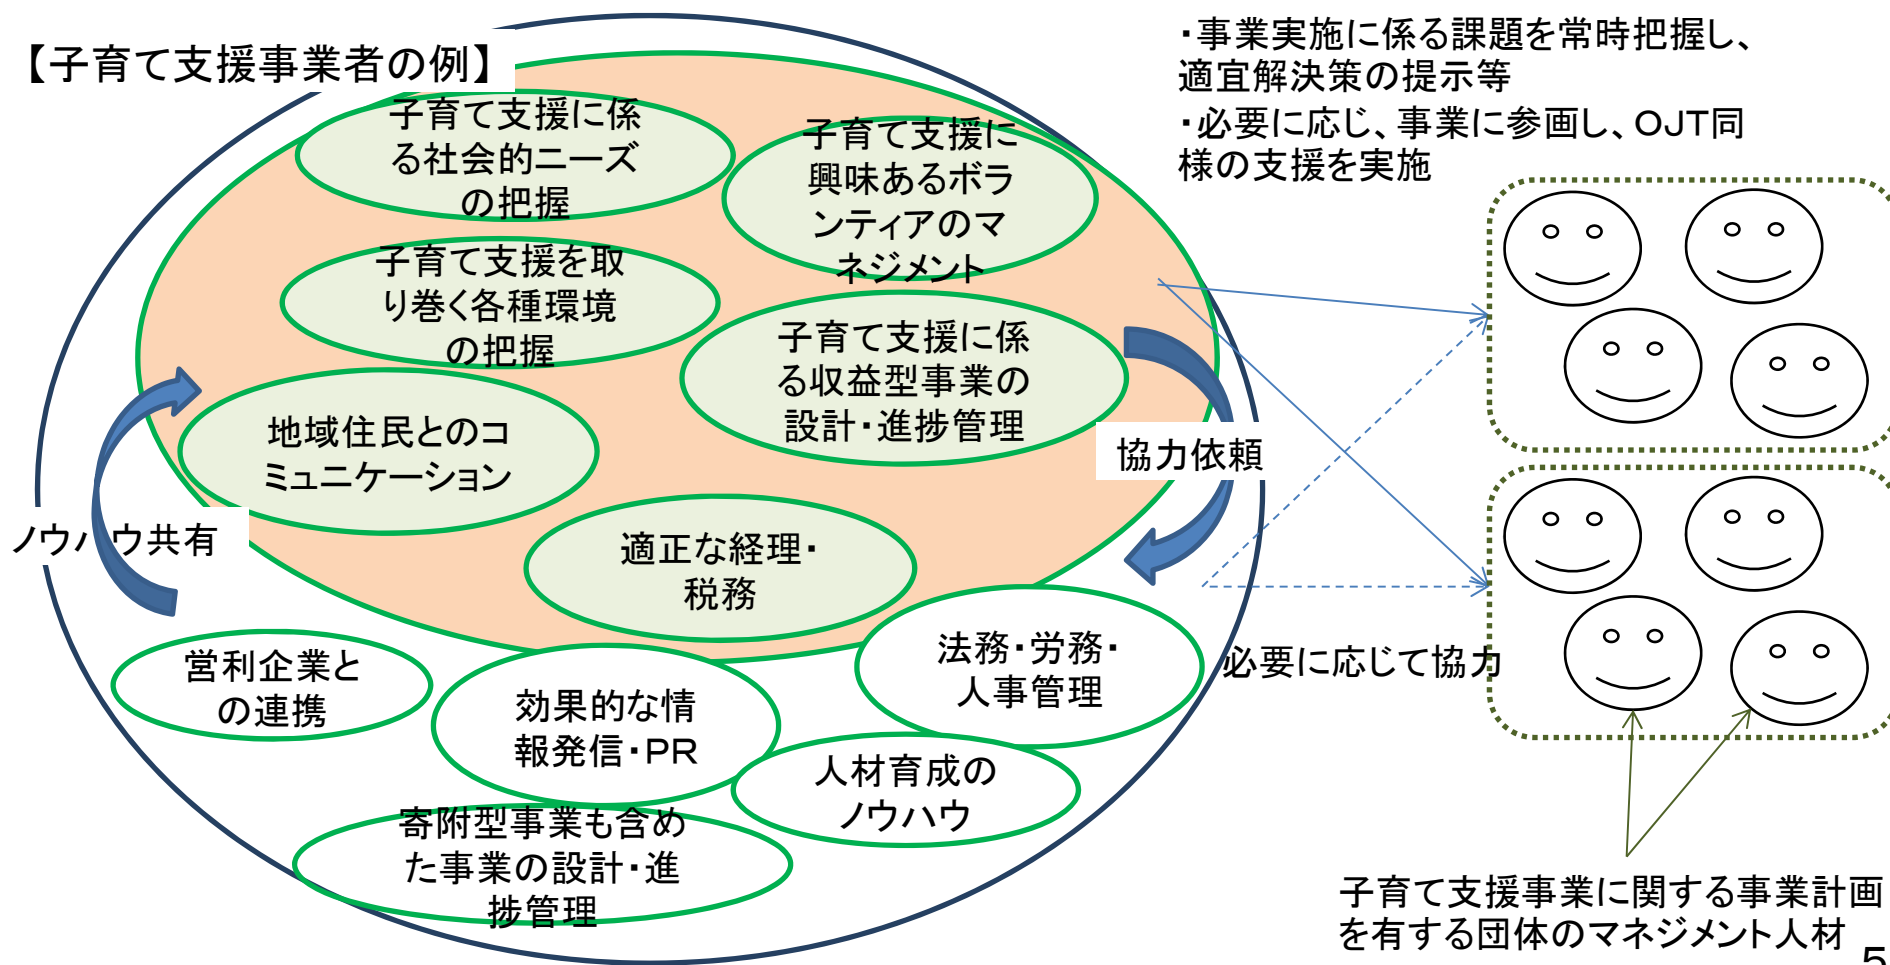 【子育て支援事業者の例】
・事業実施に係る課題を常時把握し、
適宜解決策の提示等
・必要に応じ、事業に参画し、OJT同
様の支援を実施
子育て支援に係
る社会的ニーズ
の把握
子育て支援に
興味あるボラ
ンティアのマ
ネジメント
子育て支援を取
り巻く各種環境
の把握
子育て支援に係
る収益型事業の
設計・進捗管理
地域住民とのコ
ミュニケーション
協力依頼
ノウハウ共有
適正な経理・
税務
営利企業と
の連携
効果的な情
報発信・PR
法務・労務・
人事管理
必要に応じて協力
人材育成の
ノウハウ
寄附型事業も含め
た事業の設計・進
捗管理
子育て支援事業に関する事業計画
を有する団体のマネジメント人材
5